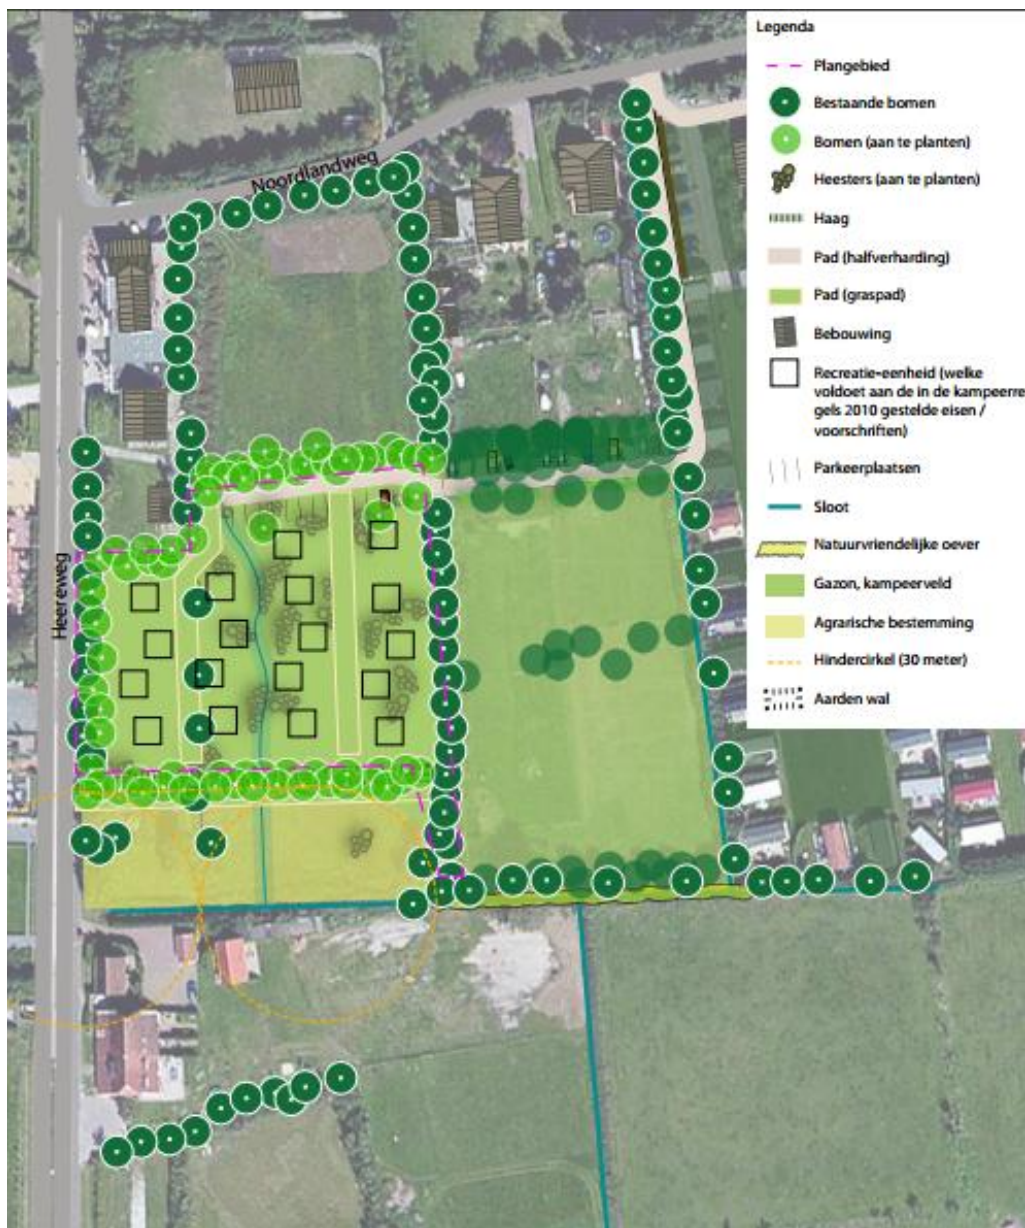 Legenda
Plangebied
Bestaande bomen
Bomen (aan te planten)
Heesters (aan te planten)
Haag
Pad (halfverharding)
Pad (graspad)
Bebouwing
Recreatie-eenheid (welke
voldoet aan de in de kampeerre
gels 2010 gestelde eisen /
voorschriften)
Parkeerplaatsen
Sloot
Natuurvriendelijke oever
Gazon, kampeerveld
Agrarische bestemming
Hindercirkel (30 meter)
Aarden wal
Noordlandweg
Heereweg